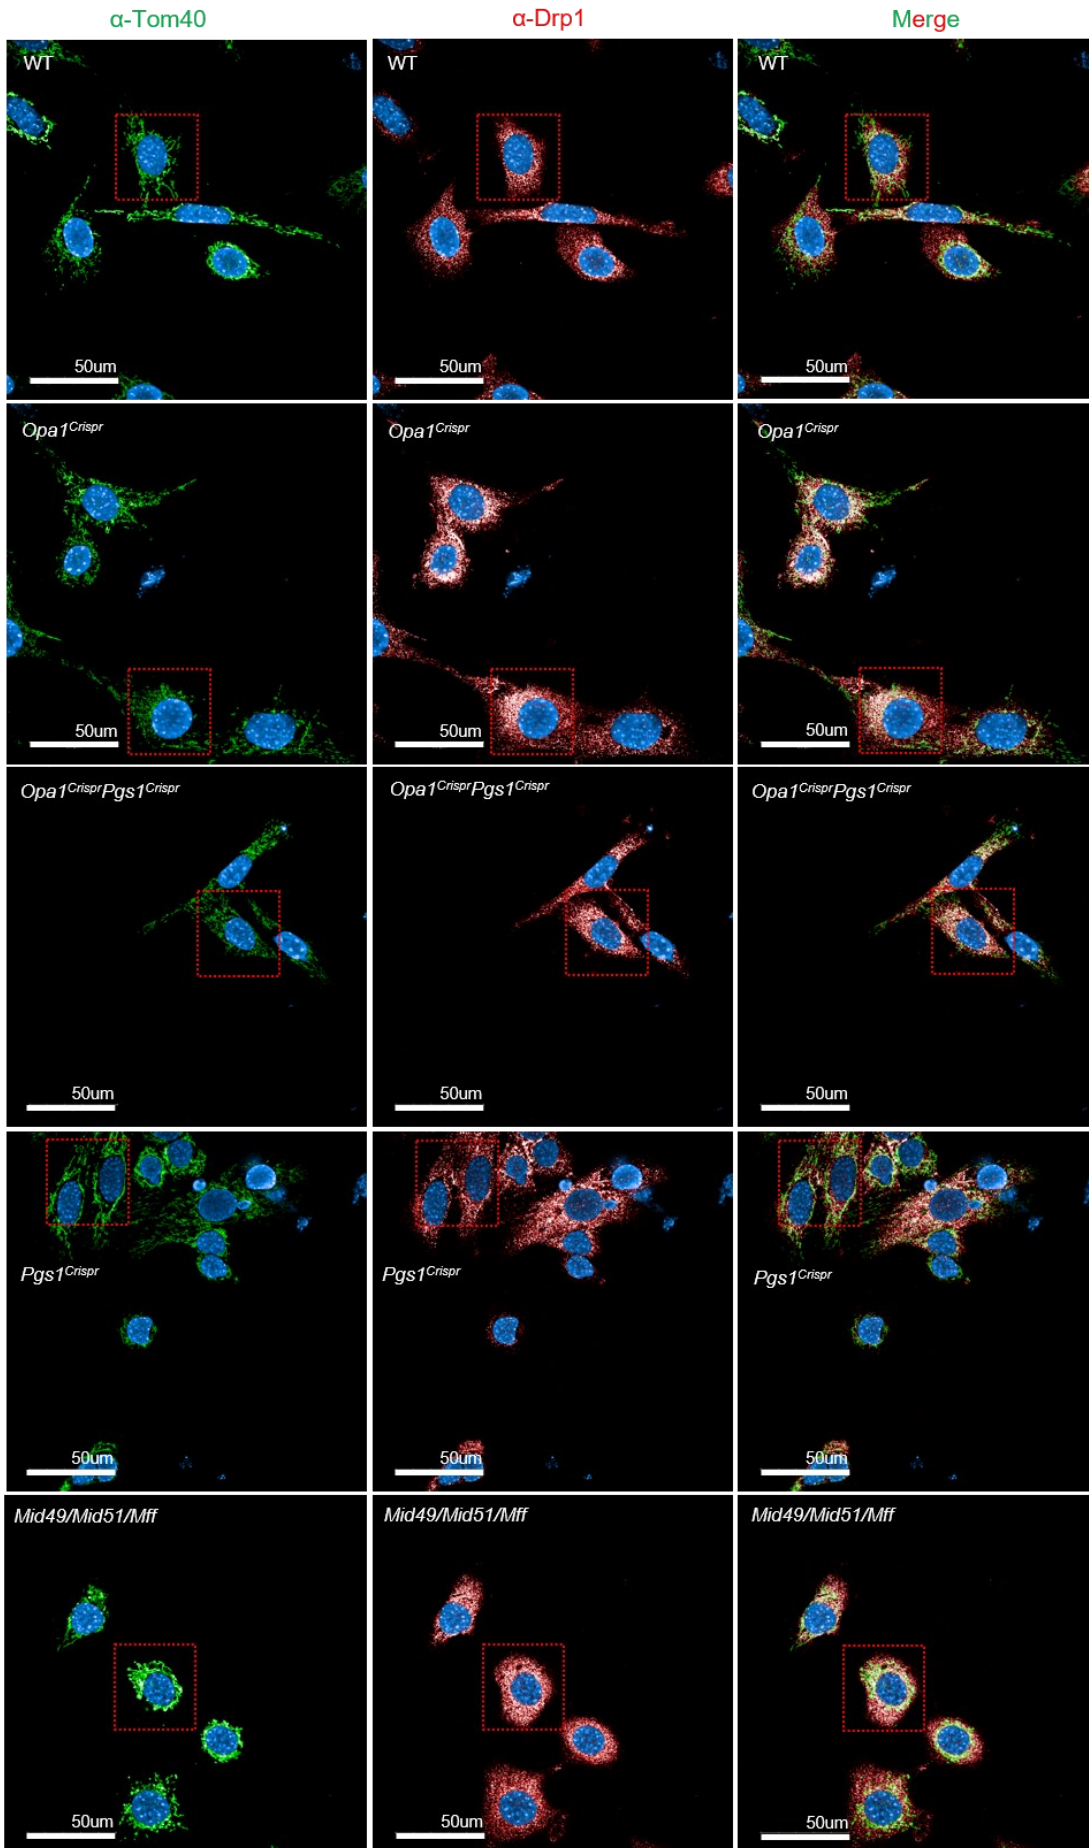 α-Tom40 α-Drp1 Merge
WT WT WT
50um 50um 50um
Opa1Crispr Opa1Crispr Opa1Crispr
50um 50um 50um
Opa1CrisprPgs1Crispr Opa1CrisprPgs1Crispr Opa1CrisprPgs1Crispr
50um 50um 50um
Pgs1Crispr Pgs1Crispr Pgs1Crispr
50um 50um 50um
Mid49/Mid51/Mff Mid49/Mid51/Mff Mid49/Mid51/Mff
50um 50um 50um